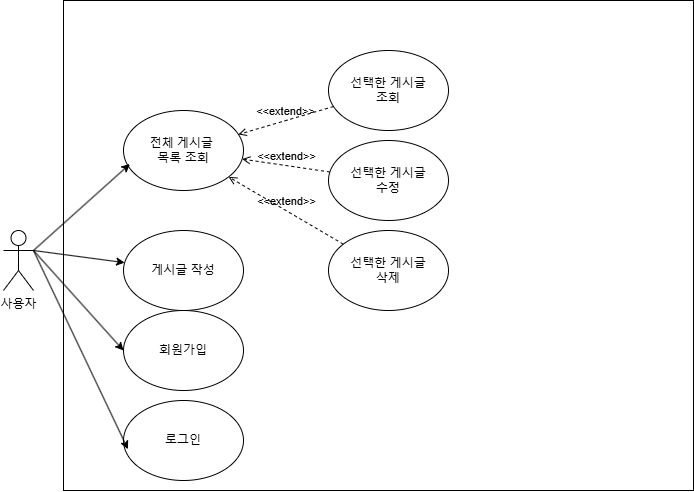 선택한 게시글
조회
<<extend>>
전체 게시글
목록 조회
<<extend>>
선택한 게시글
수정
<<extend>>
사용자
게시글 작성
선택한 게시글
삭제
회원가입
로그인